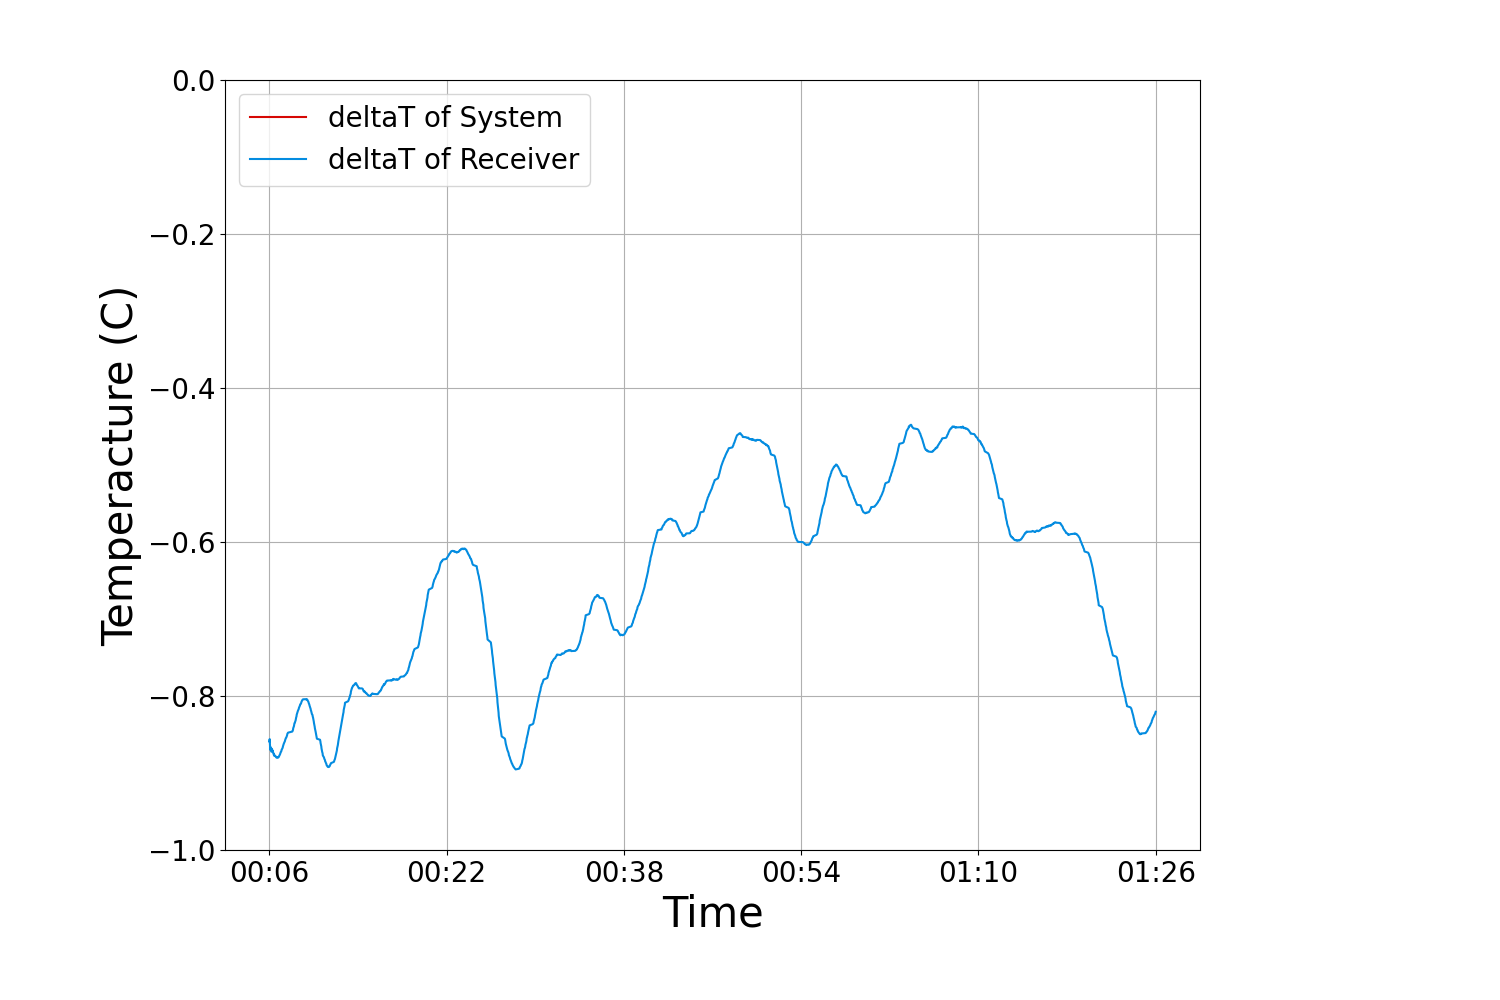 deltaT of System
deltaT of Receiver
0.0
−0.2
−0.4
−0.6
−0.8
−1.0
Temperacture (C)
00:06 00:22 00:38 00:54 01:10 01:26
Time